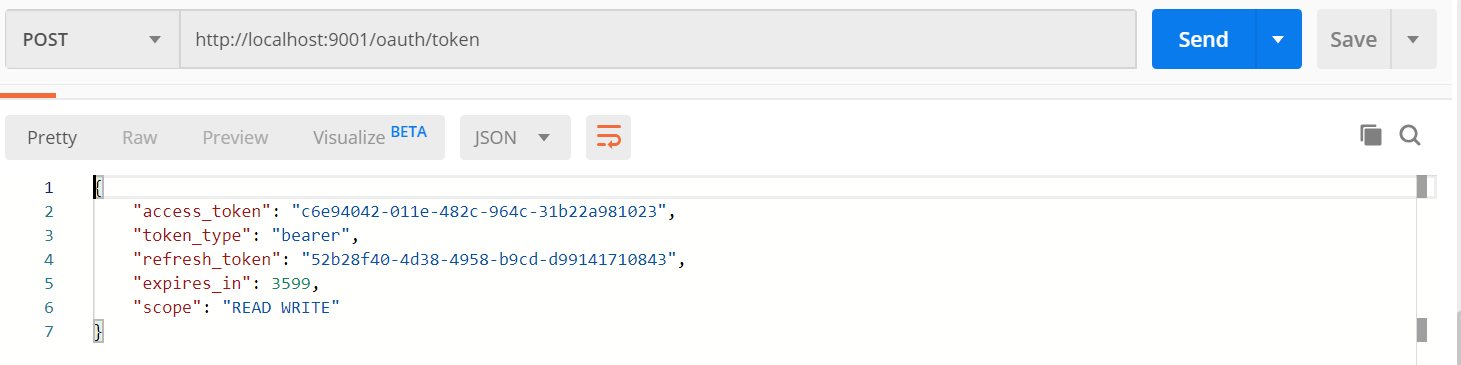 POST http://localhost:9001/oauth/token Send Save
Pretty Raw Preview Visualize BETA JSON
1 {
2 "access_token": "c6e94042-011e-482c-964c-31b22a981023",
3 "token_type": "bearer",
4 "refresh_token": "52b28f40-4d38-4958-b9cd-d99141710843",
5 "expires_in": 3599,
6 "scope": "READ WRITE"
7 }